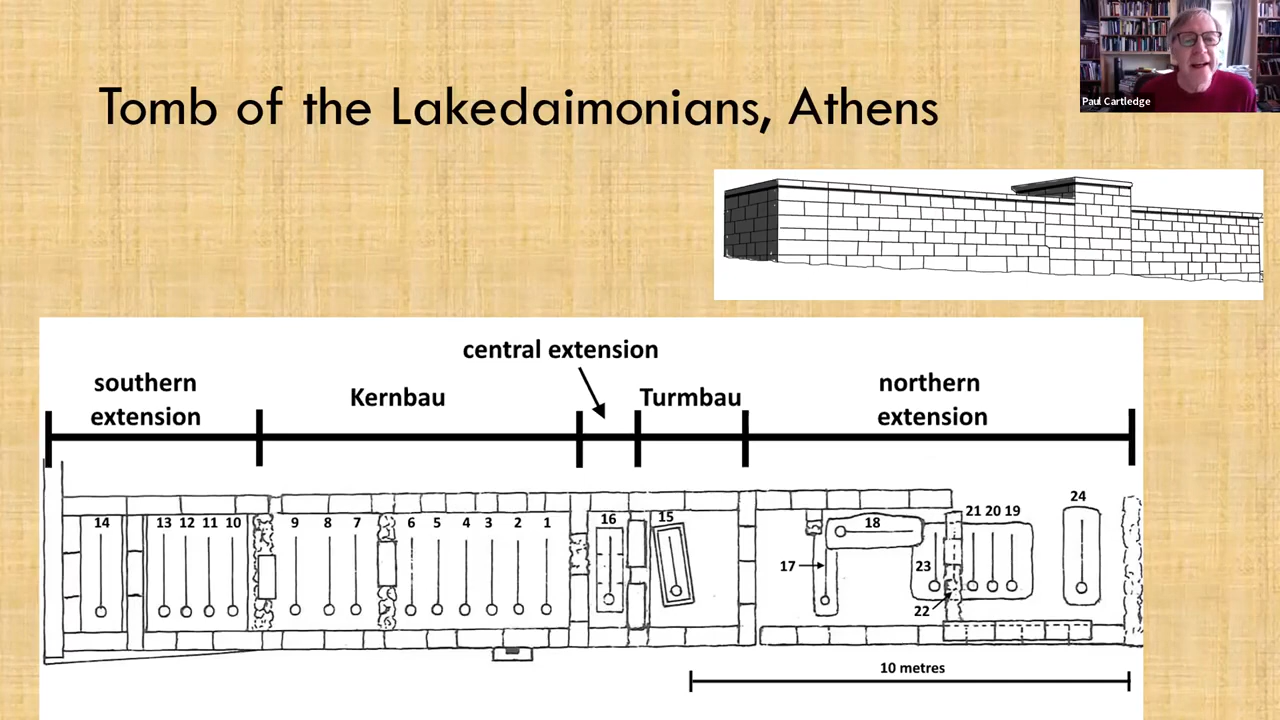 Paul Cartledge
Tomb of the Lakedaimonians, Athens
central extension
southern
extension
Kernbau
Turmbau
northern
extension
14 13 12 11 10 9 8 7 6 5 4 3 2 1 16 15 18 21 20 19 24
17
23
22
10 metres